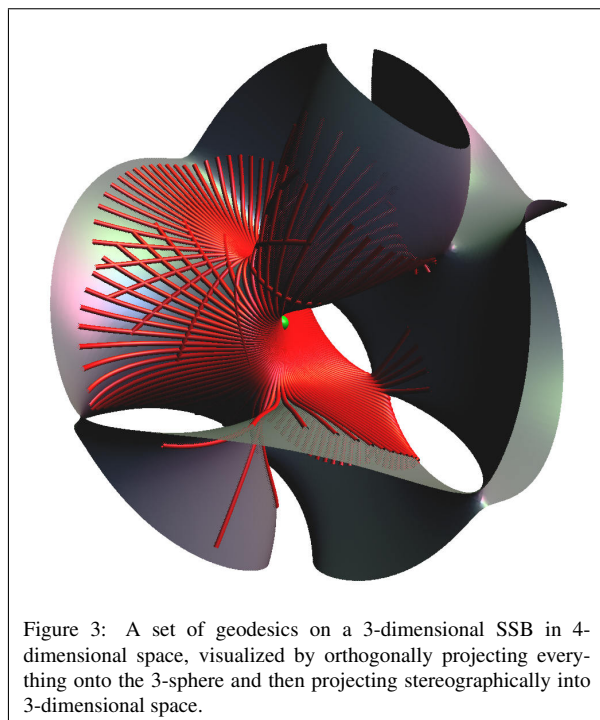 Figure 3: A set of geodesics on a 3-dimensional SSB in 4-
dimensional space, visualized by orthogonally projecting every-
thing onto the 3-sphere and then projecting stereographically into
3-dimensional space.